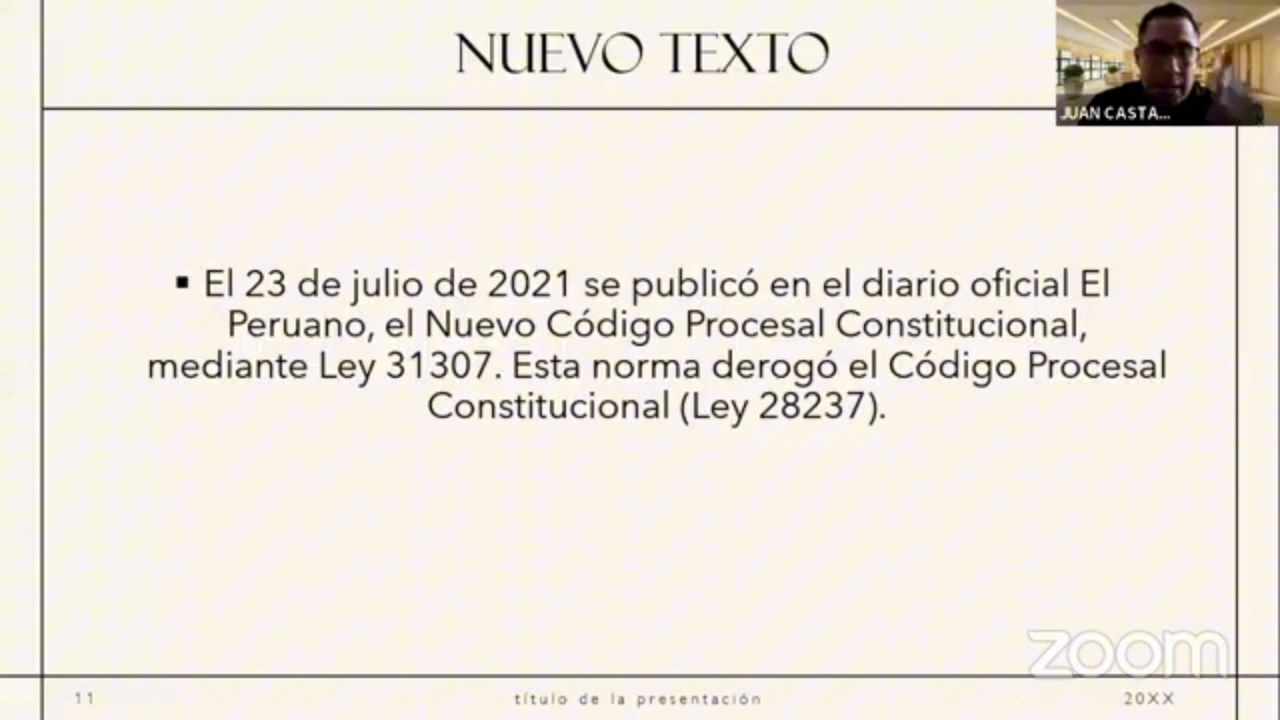 NUEVO TEXTO
JUAN CASTA...
▪ El 23 de julio de 2021 se publicó en el diario oficial El
Peruano, el Nuevo Código Procesal Constitucional,
mediante Ley 31307. Esta norma derogó el Código Procesal
Constitucional (Ley 28237).
zoom
11
título de la presentación
20XX